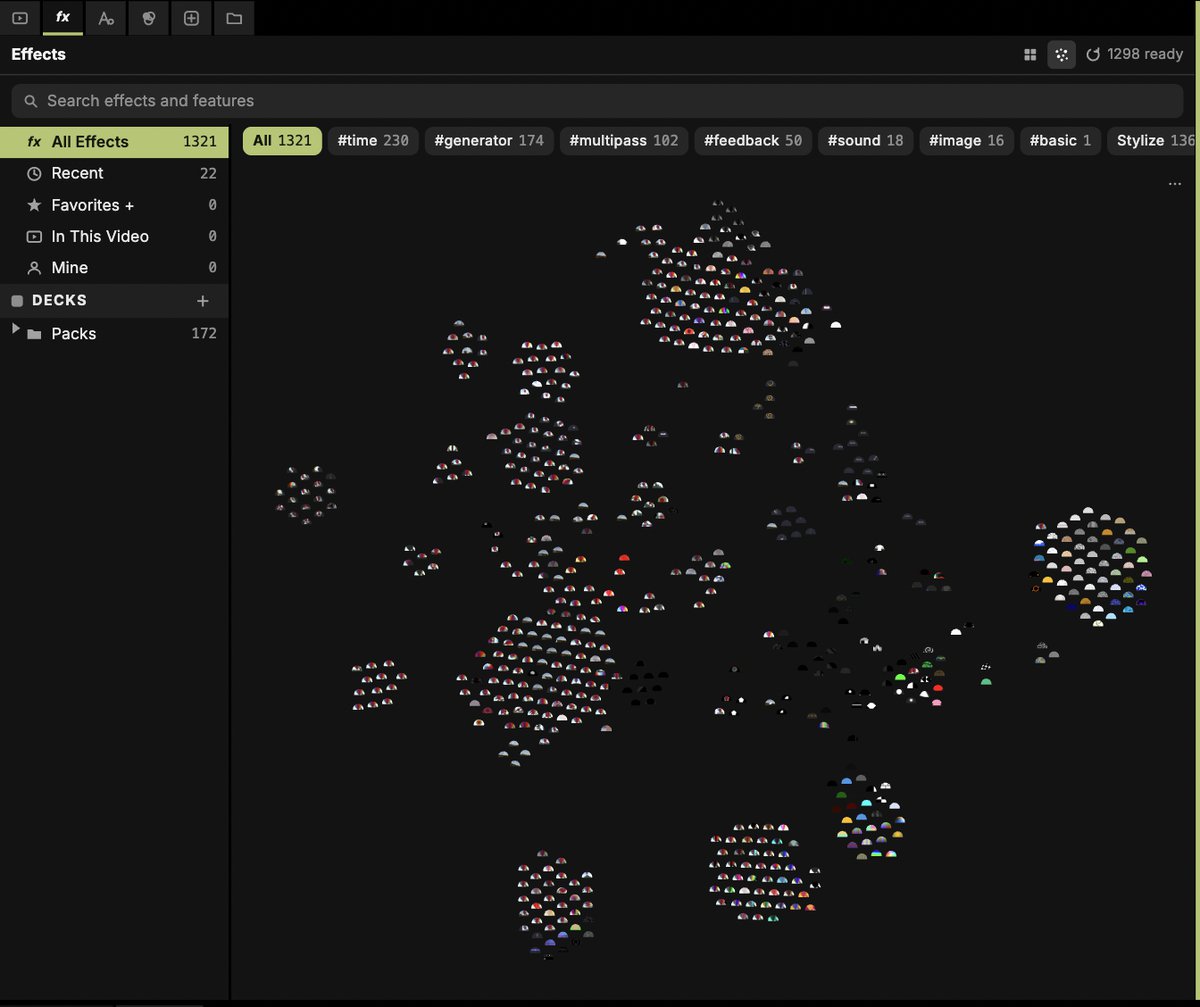 fx
Effects
1298 ready
Search effects and features
fx All Effects 1321
Recent 22
Favorites + 0
In This Video 0
Mine 0
DECKS +
Packs 172
All 1321 #time 230 #generator 174 #multipass 102 #feedback 50 #sound 18 #image 16 #basic 1 Stylize 136
...